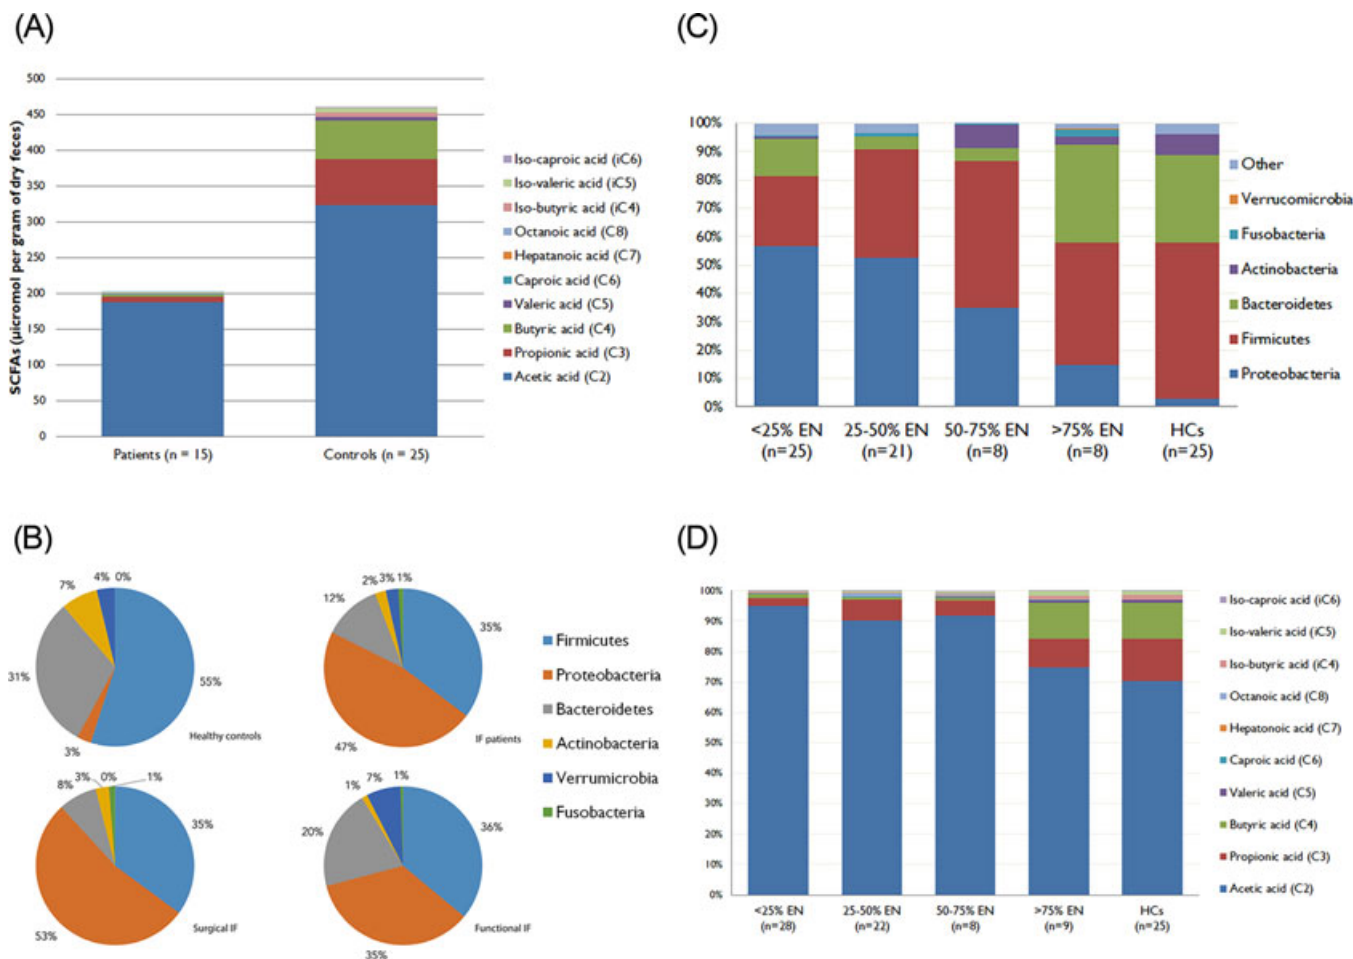 (A)
500
450
400
350
300
250
200
150
100
50
0
SCFAs (µicromol per gram of dry feces)
Patients (n = 15)
Controls (n = 25)
Iso-caproic acid (iC6)
Iso-valeric acid (iC5)
Iso-butyric acid (iC4)
Octanoic acid (C8)
Hepatanoic acid (C7)
Caproic acid (C6)
Valeric acid (C5)
Butyric acid (C4)
Propionic acid (C3)
Acetic acid (C2)
(B)
7%
4%
0%
31%
55%
3%
Healthy controls
2%
3%
1%
12%
35%
47%
IF patients
3%
0%
1%
8%
35%
53%
Surgical IF
1%
7%
1%
20%
36%
35%
Functional IF
Firmicutes
Proteobacteria
Bacteroidetes
Actinobacteria
Verrumicrobia
Fusobacteria
(C)
100%
90%
80%
70%
60%
50%
40%
30%
20%
10%
0%
<25% EN
(n=25)
25-50% EN
(n=21)
50-75% EN
(n=8)
>75% EN
(n=8)
HCs
(n=25)
Other
Verrucomicrobia
Fusobacteria
Actinobacteria
Bacteroidetes
Firmicutes
Proteobacteria
(D)
100%
90%
80%
70%
60%
50%
40%
30%
20%
10%
0%
<25% EN
(n=28)
25-50% EN
(n=22)
50-75% EN
(n=8)
>75% EN
(n=9)
HCs
(n=25)
Iso-caproic acid (iC6)
Iso-valeric acid (iC5)
Iso-butyric acid (iC4)
Octanoic acid (C8)
Hepatonoic acid (C7)
Caproic acid (C6)
Valeric acid (C5)
Butyric acid (C4)
Propionic acid (C3)
Acetic acid (C2)